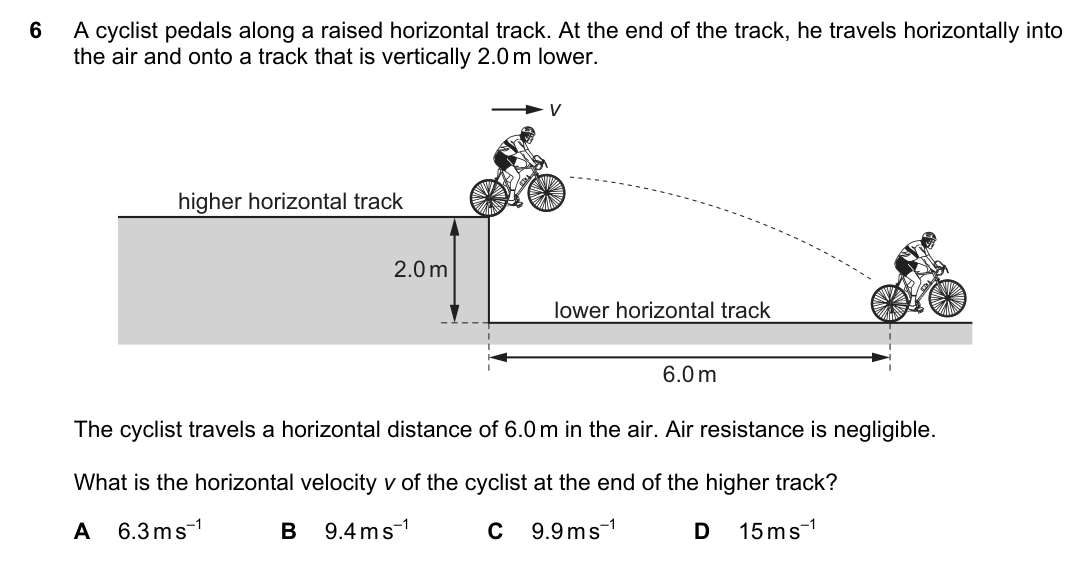 6 A cyclist pedals along a raised horizontal track. At the end of the track, he travels horizontally into
the air and onto a track that is vertically 2.0 m lower.
v
higher horizontal track
2.0 m
lower horizontal track
6.0 m
The cyclist travels a horizontal distance of 6.0 m in the air. Air resistance is negligible.
What is the horizontal velocity v of the cyclist at the end of the higher track?
A 6.3 m s⁻¹ B 9.4 m s⁻¹ C 9.9 m s⁻¹ D 15 m s⁻¹